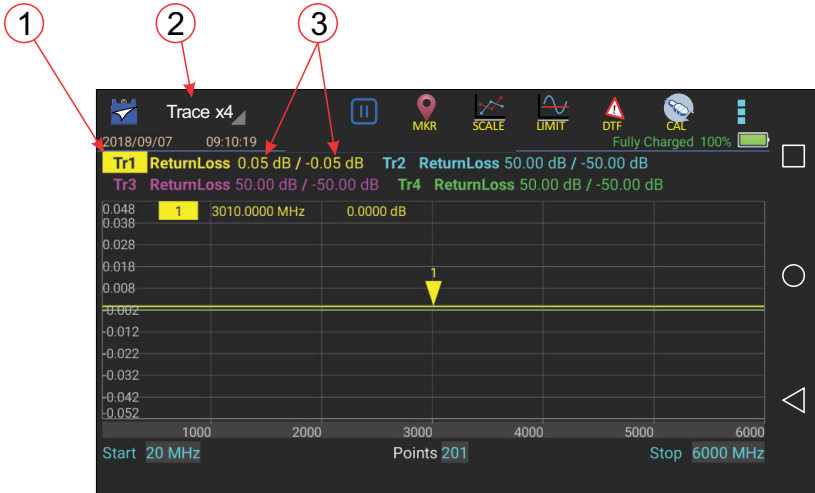 1 2 3
Trace x4
MKR SCALE LIMIT DTF CAL
2018/09/07 09:10:19 Fully Charged 100%
Tr1 ReturnLoss 0.05 dB / -0.05 dB Tr2 ReturnLoss 50.00 dB / -50.00 dB
Tr3 ReturnLoss 50.00 dB / -50.00 dB Tr4 ReturnLoss 50.00 dB / -50.00 dB
0.048 1 3010.0000 MHz 0.0000 dB
0.038
0.028
0.018
1
0.008
-0.002
-0.012
-0.022
-0.032
-0.042
-0.052
1000 2000 3000 4000 5000 6000
Start 20 MHz Points 201 Stop 6000 MHz